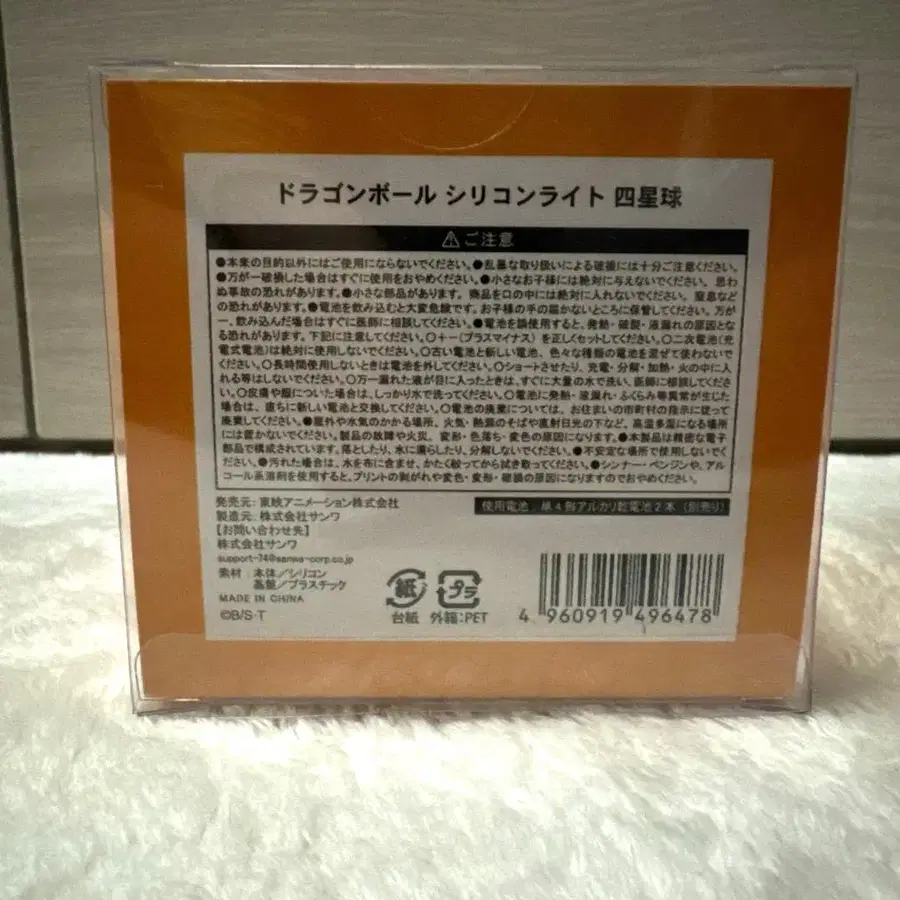 ドラゴンボール シリコンライト 四星球
⚠ご注意
●本来の目的以外にはご使用にならないでください。●乱暴な取り扱いによる破損には十分ご注意ください。
●万が一破損した場合はすぐに使用をおやめください。●小さなお子様には絶対に与えないでください。思わ
ぬ事故の恐れがあります。●小さな部品があります。商品を口の中には絶対に入れないでください。窒息など
の恐れがあります。●電池を飲み込むと大変危険です。お子様の手の届かないところに保管してください。万が
一、飲み込んだ場合はすぐに医師に相談してください。●電池を誤使用すると、発熱・破裂・液漏れの原因とな
る恐れがあります。下記に注意してください。○+-(プラスマイナス)を正しくセットしてください。○二次電池(充
電式電池)は絶対に使用しないでください。○古い電池と新しい電池、色々な種類の電池を混ぜて使わないで
ください。○長時間使用しないときは電池を外してください。○ショートさせたり、充電・分解・加熱・火の中に入
れる等はしないでください。○万一漏れた液が目に入ったときは、すぐに大量の水で洗い、医師に相談してくださ
い。○皮膚や服についた場合は、しっかり水で洗ってください。○電池に発熱・液漏れ・ふくらみ等異常が生じた
場合は、直ちに新しい電池と交換してください。○電池の廃棄については、お住まいの市町村の指示に従って
廃棄してください。●屋外や水気のかかる場所、火気・熱源のそばや直射日光の下など、高温多湿になる場所
には置かないでください。製品の故障や火災、変形・色落ち・変色の原因になります。●本製品は精密な電子
部品で構成されています。落としたり、水に濡らしたり、分解しないでください。●不安定な場所で使用しないで
ください。●汚れた場合は、水を布に含ませ、かたく絞ってから拭き取ってください。●シンナー・ベンジンや、アル
コール系溶剤を使用すると、プリントの剥がれや変色・変形・破損の原因になりますのでおやめください。
発売元：東映アニメーション株式会社
製造元：株式会社サンワ
【お問い合わせ先】
株式会社サンワ
support-74@sanwa-corp.co.jp
素材：本体／シリコン
基盤／プラスチック
MADE IN CHINA
©B/S・T
使用電池 単4形アルカリ乾電池2本（別売り）
紙
台紙
プラ
外箱：PET
4 960919 496478